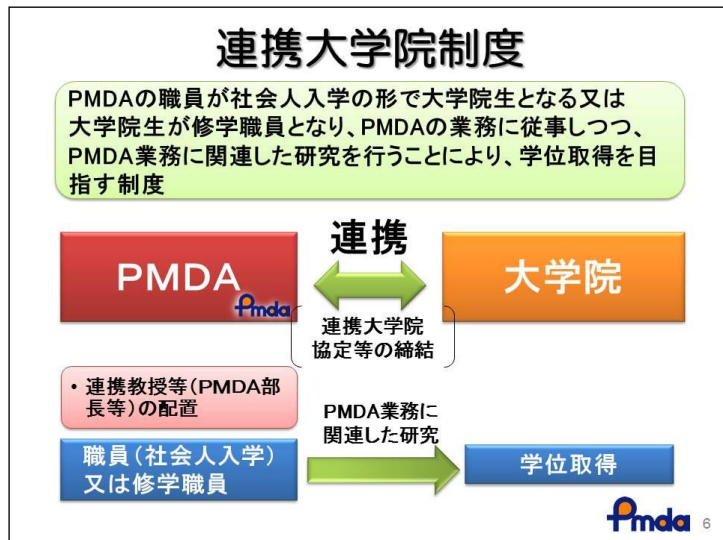 連携大学院制度
PMDAの職員が社会人入学の形で大学院生となる又は
大学院生が修学職員となり、PMDAの業務に従事しつつ、
PMDA業務に関連した研究を行うことにより、学位取得を目
指す制度
PMDA
Pmda
連携
大学院
連携大学院
協定等の締結
・連携教授等（PMDA部
長等）の配置
職員（社会人入学）
又は修学職員
PMDA業務に
関連した研究
学位取得
Pmda
6